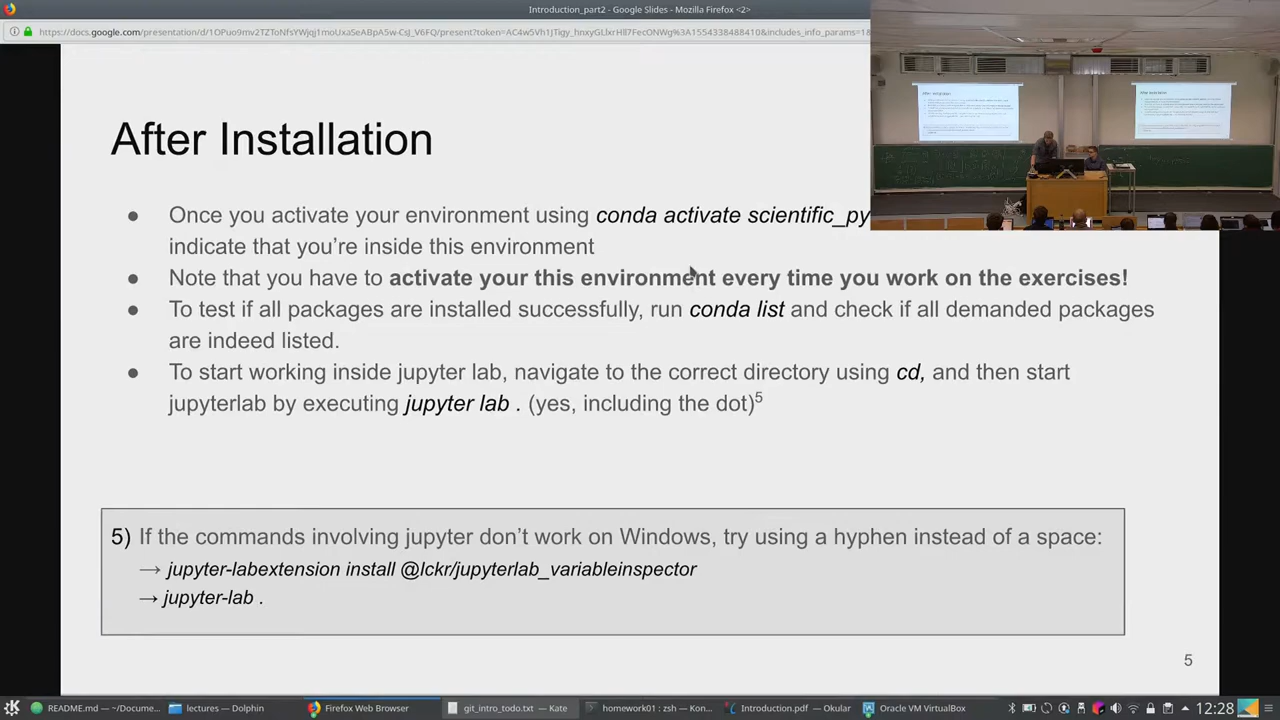 Introduction_part2 - Google Slides - Mozilla Firefox <2>
After Installation
● Once you activate your environment using conda activate scientific_py
indicate that you’re inside this environment
● Note that you have to activate your this environment every time you work on the exercises!
● To test if all packages are installed successfully, run conda list and check if all demanded packages
are indeed listed.
● To start working inside jupyter lab, navigate to the correct directory using cd, and then start
jupyterlab by executing jupyter lab . (yes, including the dot)5
5) If the commands involving jupyter don’t work on Windows, try using a hyphen instead of a space:
→ jupyter-labextension install @lckr/jupyterlab_variableinspector
→ jupyter-lab .
5
README.md — ~/Docume... lectures — Dolphin Firefox Web Browser git_intro_todo.txt — Kate homework01 : zsh — Kon... Introduction.pdf — Okular Oracle VM VirtualBox 12:28